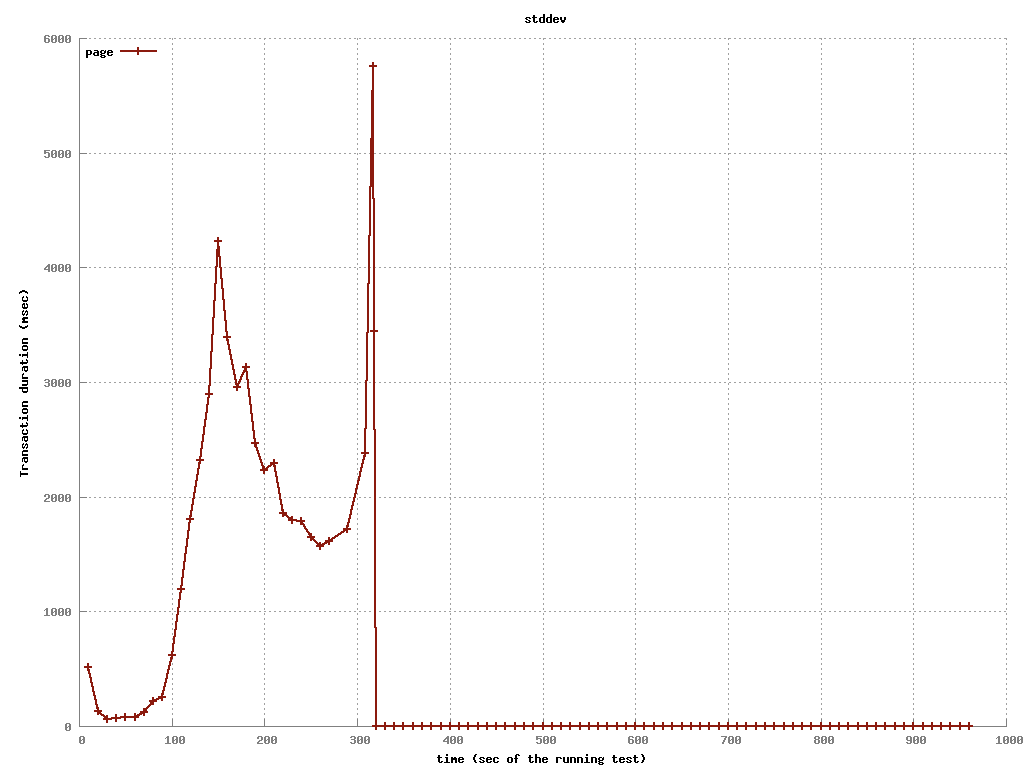 stddev
page
6000
5000
4000
3000
2000
1000
0
Transaction duration (msec)
0 100 200 300 400 500 600 700 800 900 1000
time (sec of the running test)